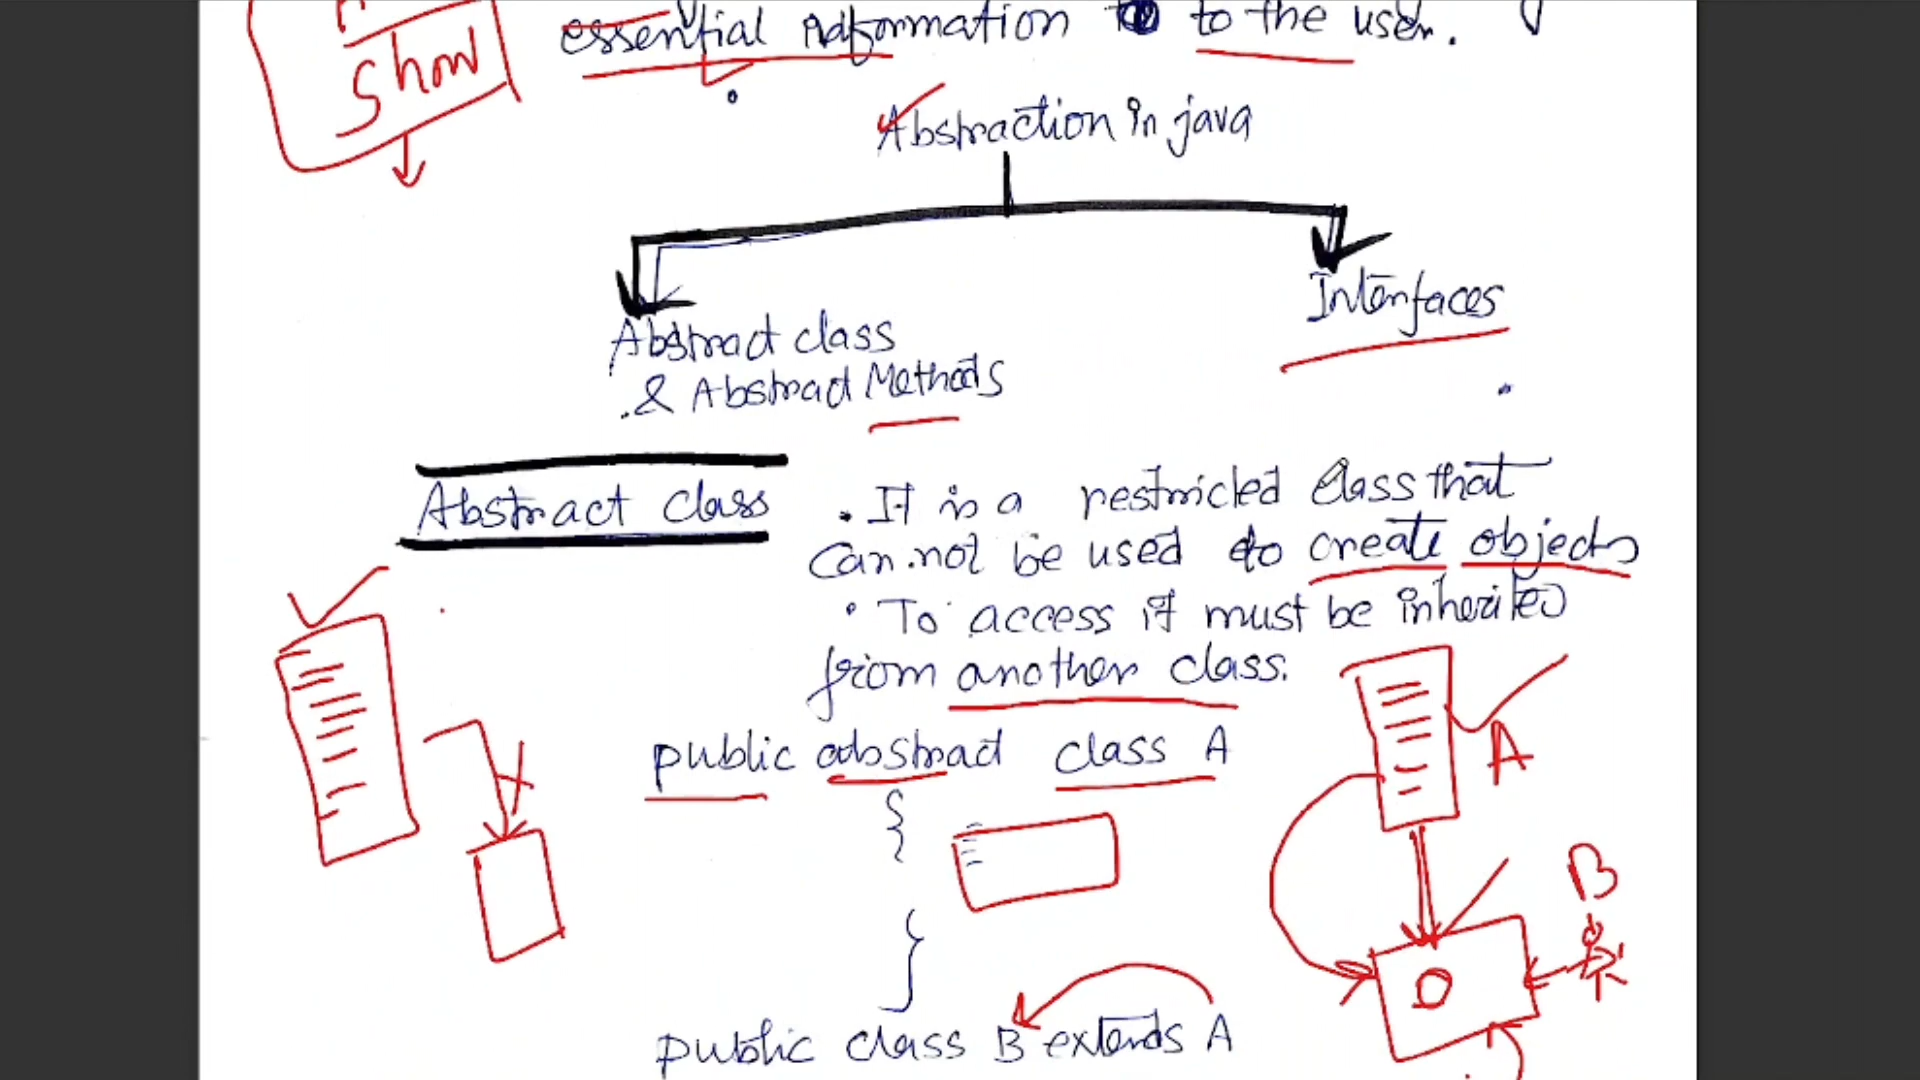 Show
essential information to to the user.
Abstraction in java
Abstract class
& Abstract Methods
Interfaces
Abstract class
. It is a restricted class that
can not be used to create objects
. To access it must be inherited
from another class.
public abstract class A
{
}
public class B extends A
A
B
O